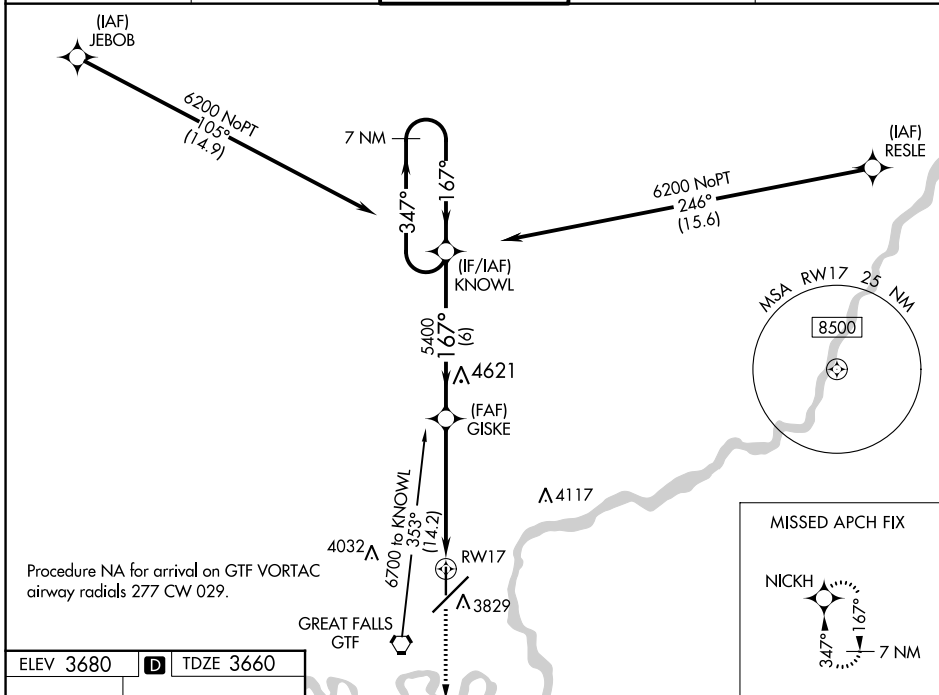 (IAF)
JEBOB
6200 NoPT
105°
(14.9)
7 NM
347°
167°
(IAF)
RESLE
6200 NoPT
246°
(15.6)
(IF/IAF)
KNOWL
MSA RW17 25 NM
8500
5400
167°
(6)
4621
(FAF)
GISKE
6700 to KNOWL
353°
(14.2)
4117
4032
RW17
3829
Procedure NA for arrival on GTF VORTAC
airway radials 277 CW 029.
GREAT FALLS
GTF
MISSED APCH FIX
NICKH
347°
167°
7 NM
ELEV 3680
D
TDZE 3660